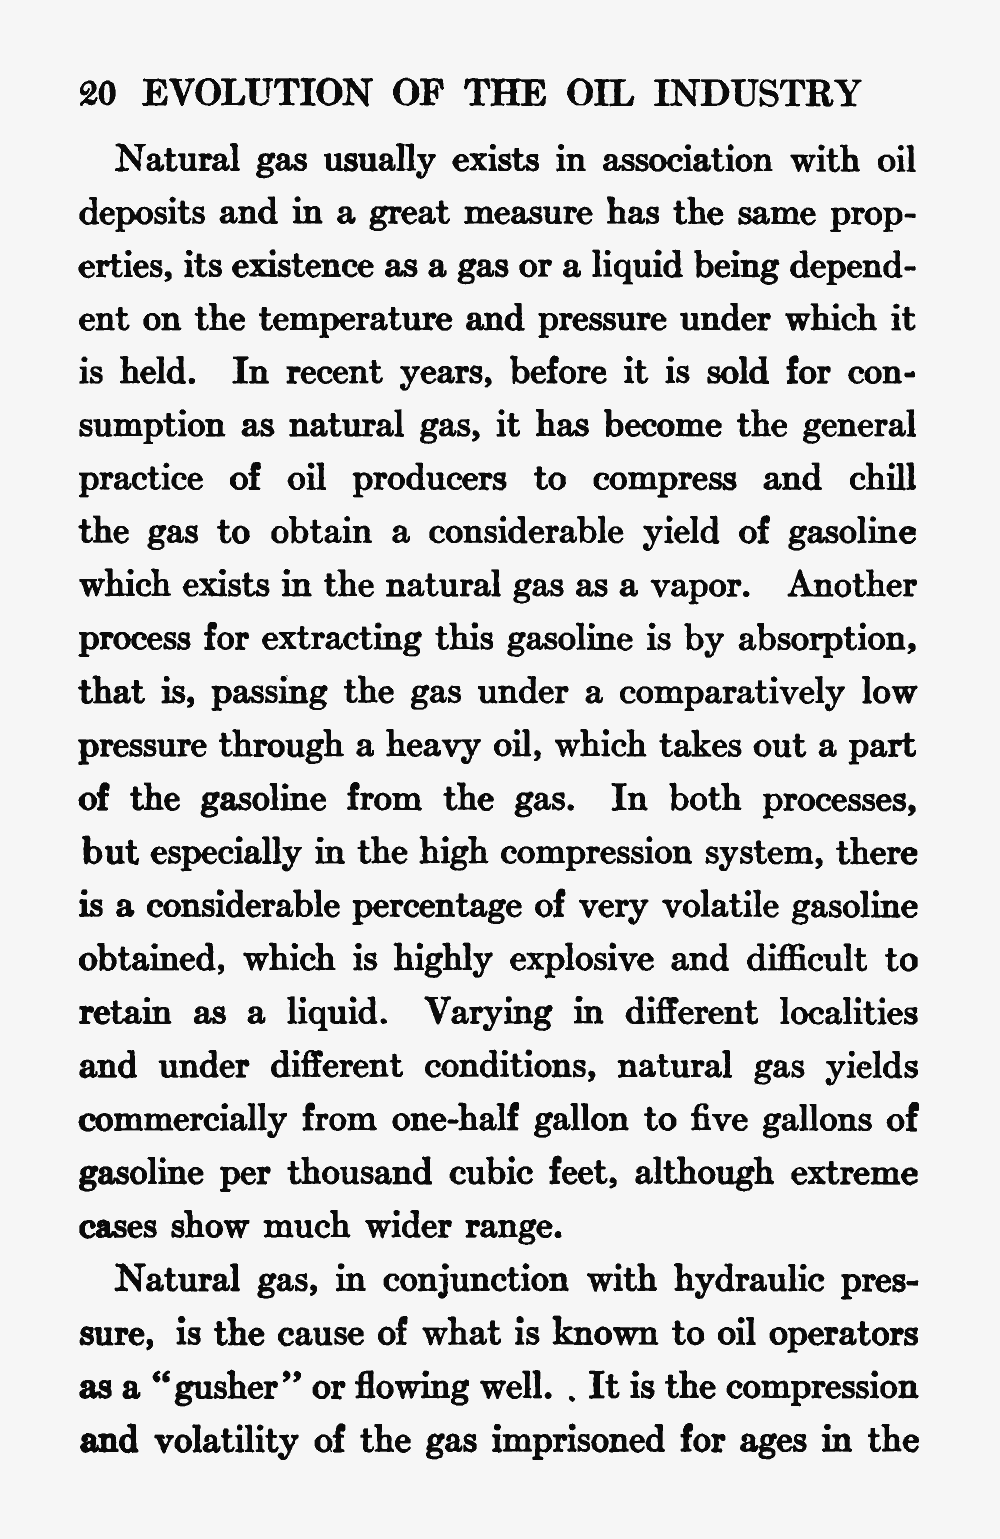 20 EVOLUTION OF THE OIL INDUSTRY
Natural gas usually exists in association with oil
deposits and in a great measure has the same prop-
erties, its existence as a gas or a liquid being depend-
ent on the temperature and pressure under which it
is held. In recent years, before it is sold for con-
sumption as natural gas, it has become the general
practice of oil producers to compress and chill
the gas to obtain a considerable yield of gasoline
which exists in the natural gas as a vapor. Another
process for extracting this gasoline is by absorption,
that is, passing the gas under a comparatively low
pressure through a heavy oil, which takes out a part
of the gasoline from the gas. In both processes,
but especially in the high compression system, there
is a considerable percentage of very volatile gasoline
obtained, which is highly explosive and difficult to
retain as a liquid. Varying in different localities
and under different conditions, natural gas yields
commercially from one-half gallon to five gallons of
gasoline per thousand cubic feet, although extreme
cases show much wider range.
Natural gas, in conjunction with hydraulic pres-
sure, is the cause of what is known to oil operators
as a “gusher” or flowing well. . It is the compression
and volatility of the gas imprisoned for ages in the